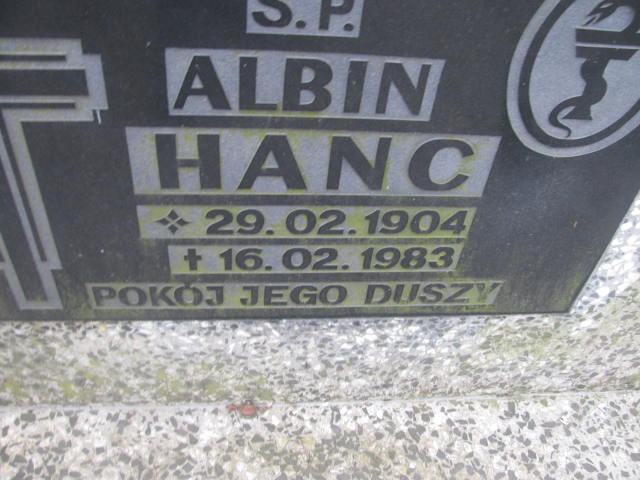 Ś.P.
ALBIN
HANC
29.02.1904
† 16.02.1983
POKÓJ JEGO DUSZY